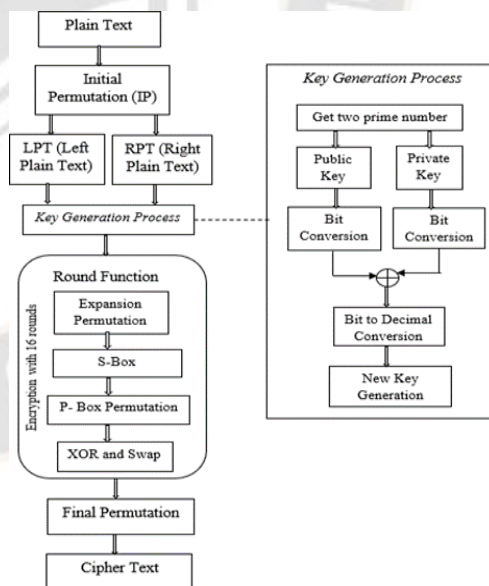 Plain Text
Initial
Permutation (IP)
LPT (Left
Plain Text)
RPT (Right
Plain Text)
Key Generation Process
Round Function
Encryption with 16 rounds
Expansion
Permutation
S-Box
P- Box Permutation
XOR and Swap
Final Permutation
Cipher Text
Key Generation Process
Get two prime number
Public
Key
Private
Key
Bit
Conversion
Bit
Conversion
Bit to Decimal
Conversion
New Key
Generation